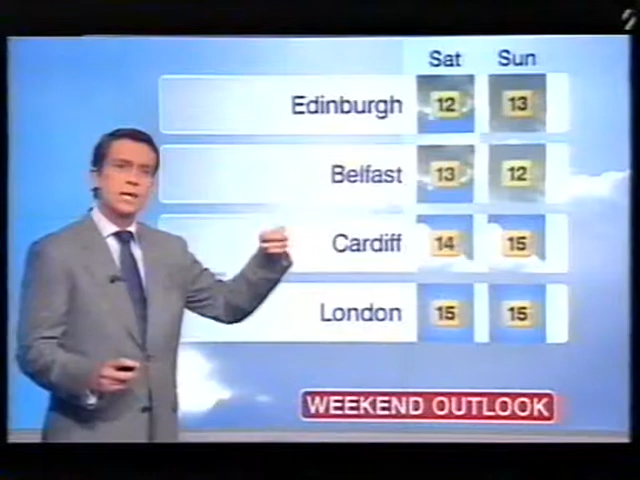 Sat Sun
Edinburgh 12 13
Belfast 13 12
Cardiff 14 15
London 15 15
WEEKEND OUTLOOK